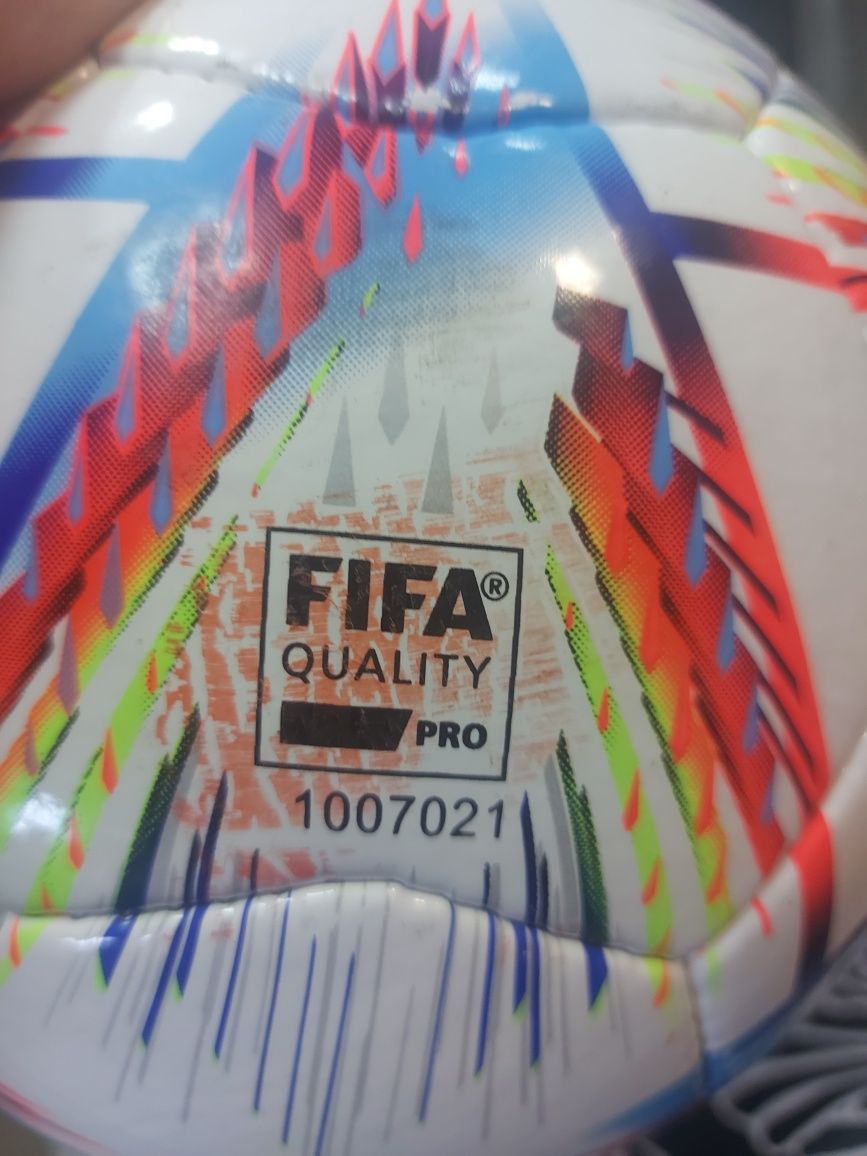 FIFA®
QUALITY
PRO
1007021